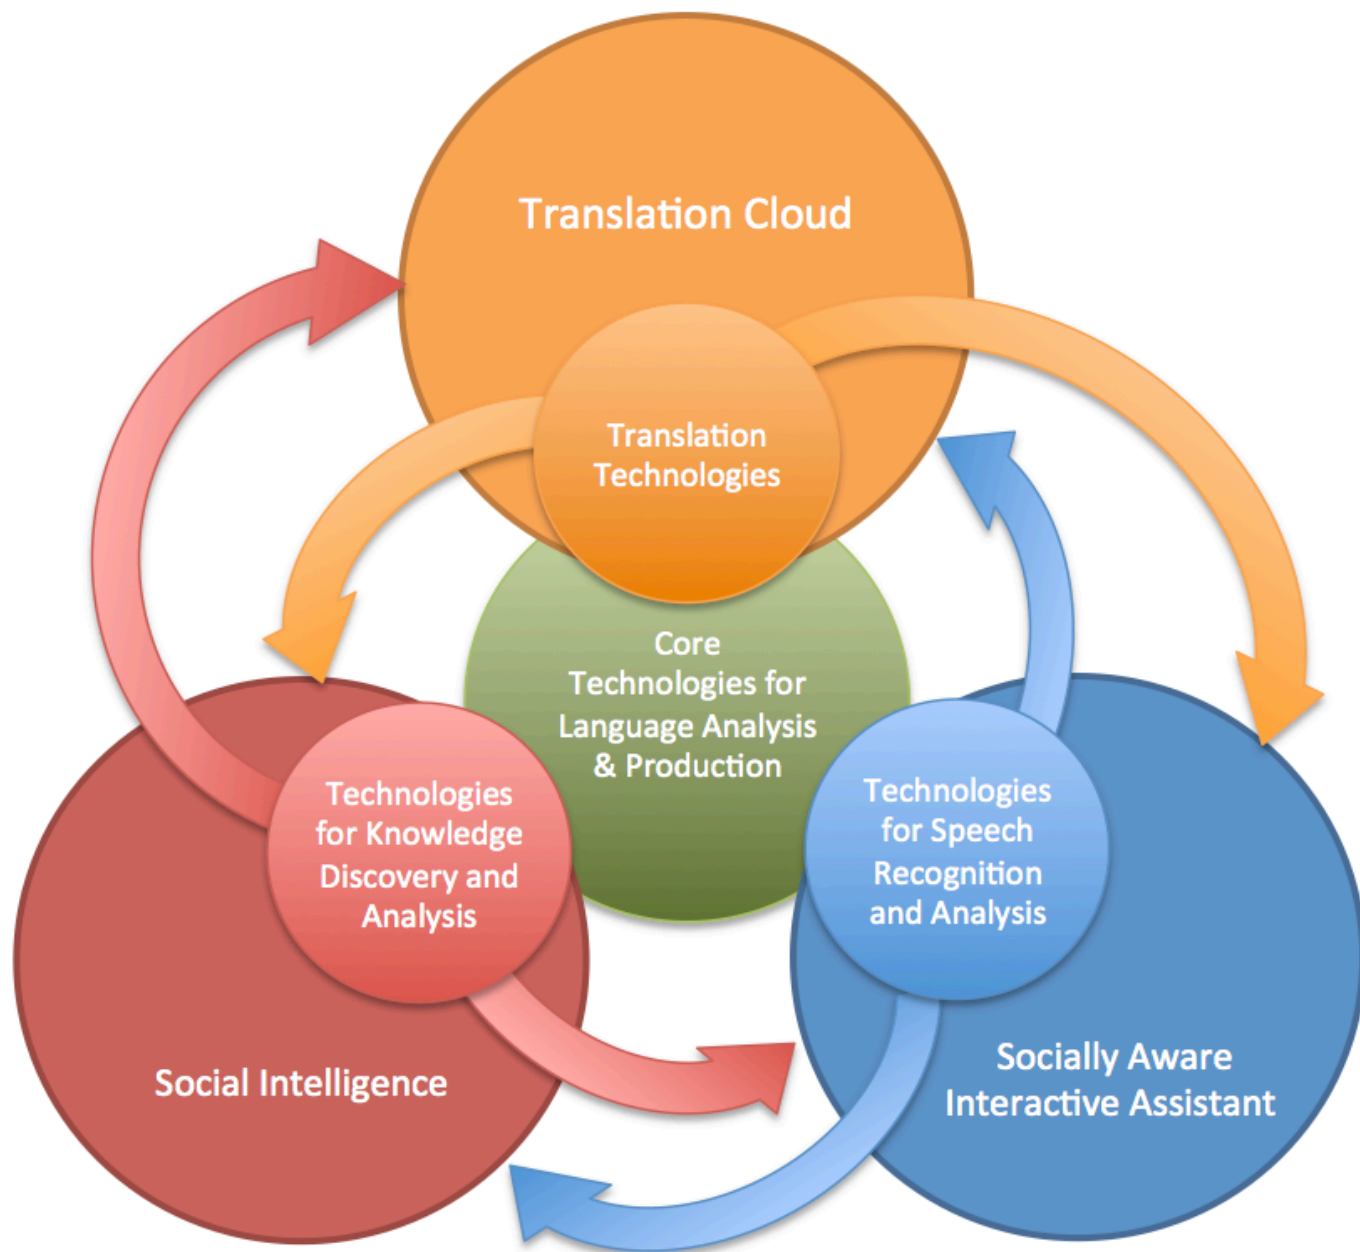 Translation Cloud
Translation
Technologies
Core
Technologies for
Language Analysis
& Production
Technologies
for Knowledge
Discovery and
Analysis
Technologies
for Speech
Recognition
and Analysis
Social Intelligence
Socially Aware
Interactive Assistant